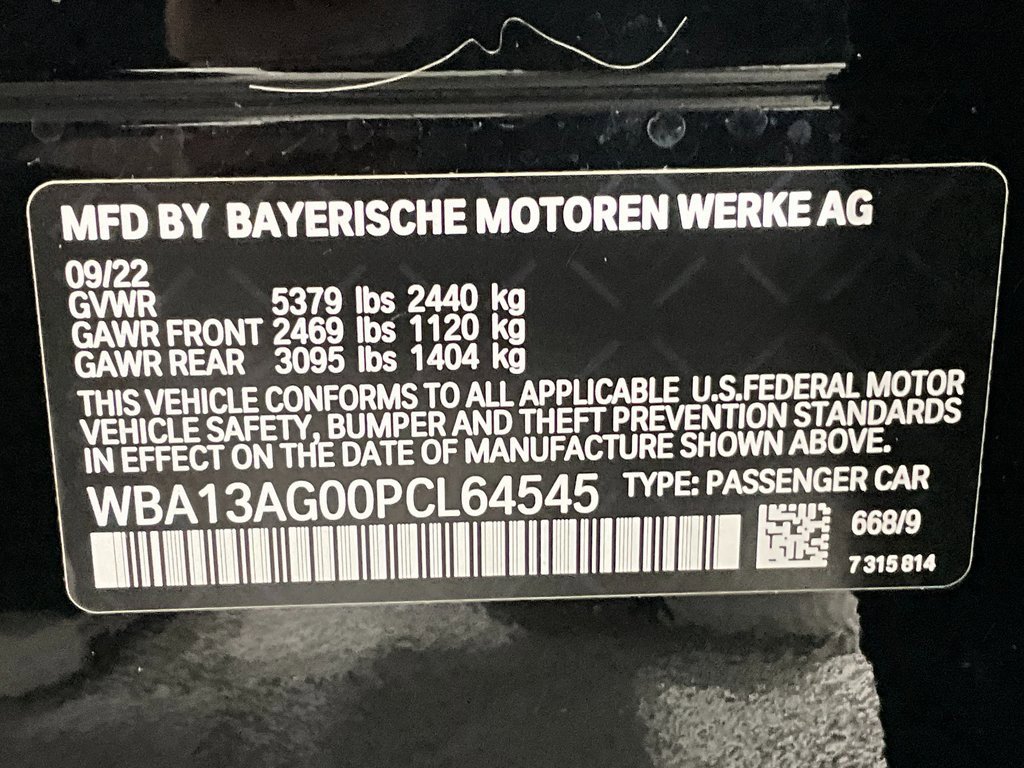 MFD BY BAYERISCHE MOTOREN WERKE AG
09/22
GVWR 5379 lbs 2440 kg
GAWR FRONT 2469 lbs 1120 kg
GAWR REAR 3095 lbs 1404 kg
THIS VEHICLE CONFORMS TO ALL APPLICABLE U.S.FEDERAL MOTOR
VEHICLE SAFETY, BUMPER AND THEFT PREVENTION STANDARDS
IN EFFECT ON THE DATE OF MANUFACTURE SHOWN ABOVE.
WBA13AG00PCL64545 TYPE: PASSENGER CAR
668/9
7 315 814